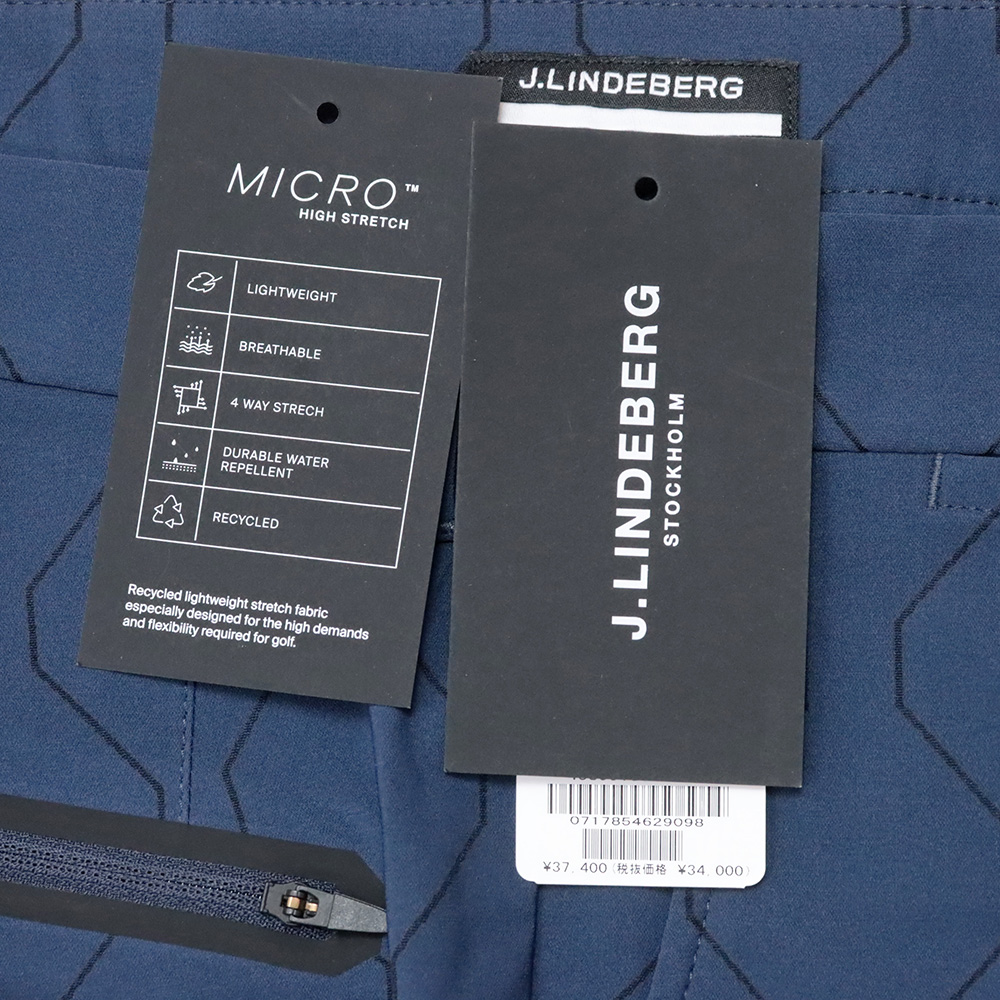 J.LINDEBERG
MICRO™
HIGH STRETCH
LIGHTWEIGHT
BREATHABLE
4 WAY STRECH
DURABLE WATER
REPELLENT
RECYCLED
Recycled lightweight stretch fabric
especially designed for the high demands
and flexibility required for golf.
J.LINDEBERG
STOCKHOLM
0717854629098
¥37,400(税抜価格 ¥34,000)